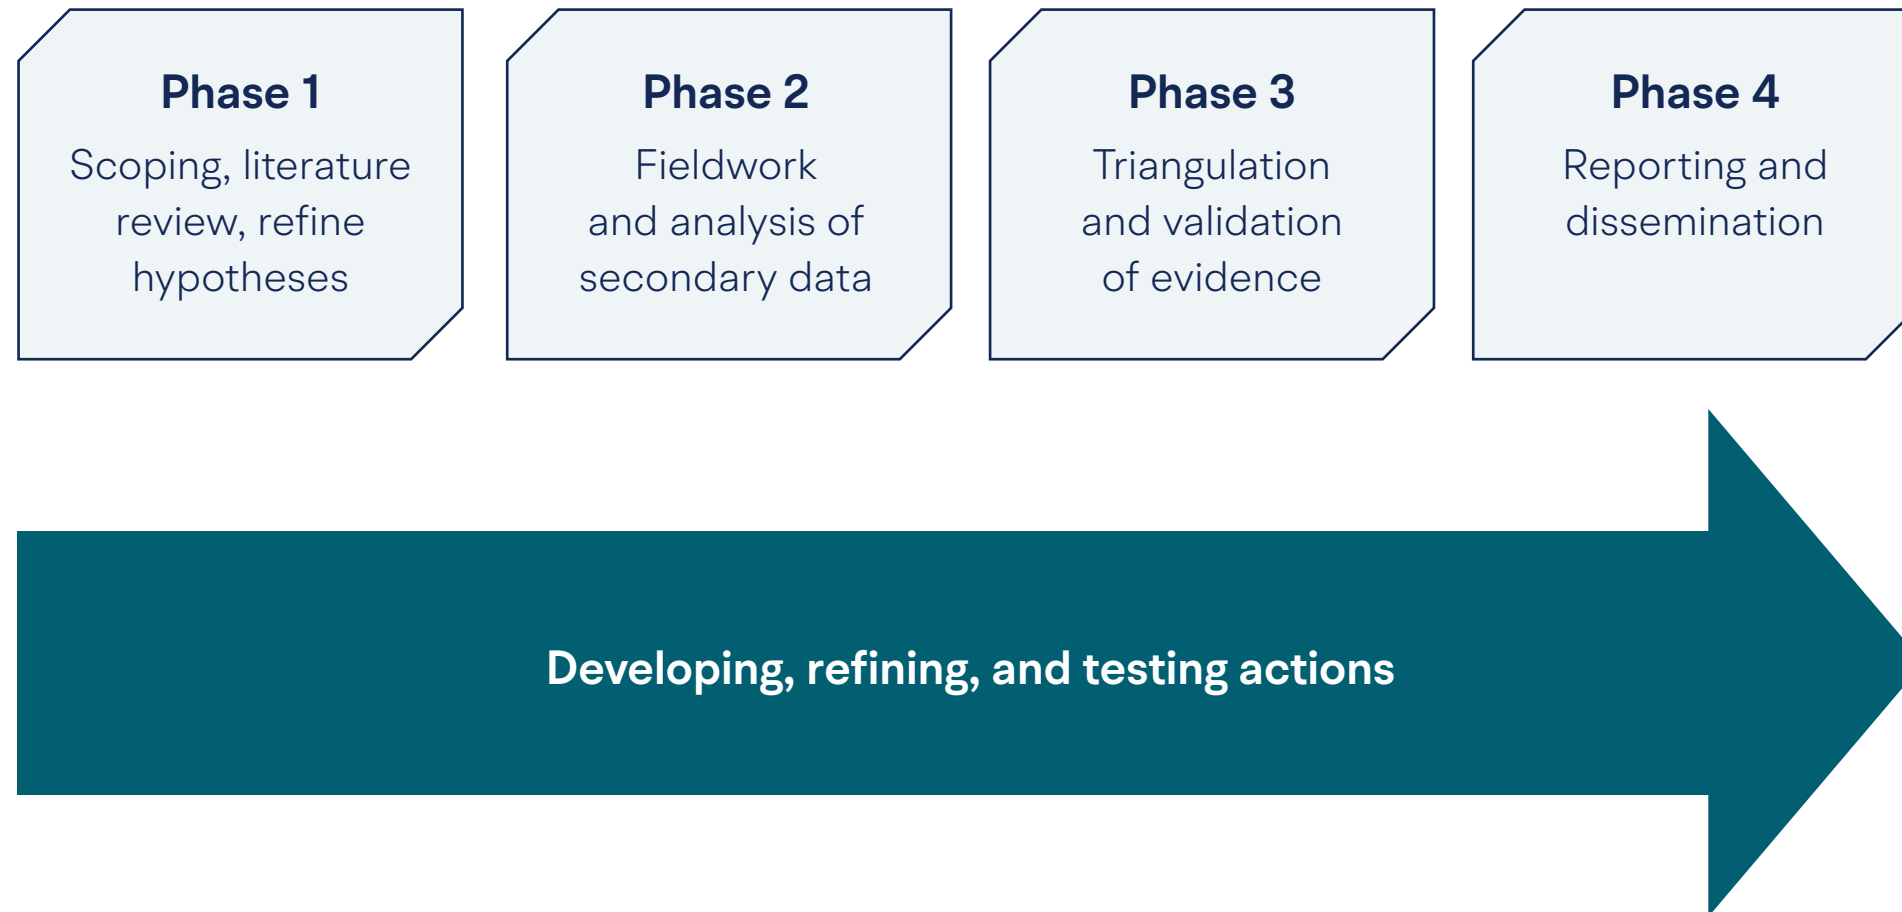 Phase 1
Scoping, literature
review, refine
hypotheses
Phase 2
Fieldwork
and analysis of
secondary data
Phase 3
Triangulation
and validation
of evidence
Phase 4
Reporting and
dissemination
Developing, refining, and testing actions